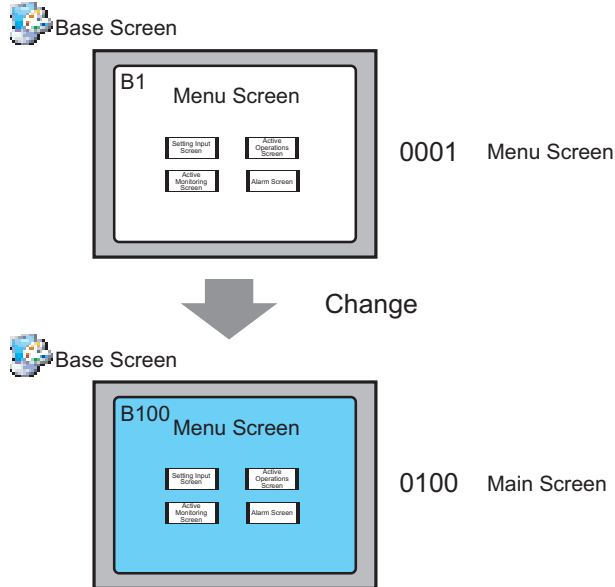 Base Screen
B1
Menu Screen
Setting Input
Screen
Active
Operations
Screen
Active
Monitoring
Screen
Alarm Screen
0001 Menu Screen
Change
Base Screen
B100
Menu Screen
Setting Input
Screen
Active
Operations
Screen
Active
Monitoring
Screen
Alarm Screen
0100 Main Screen